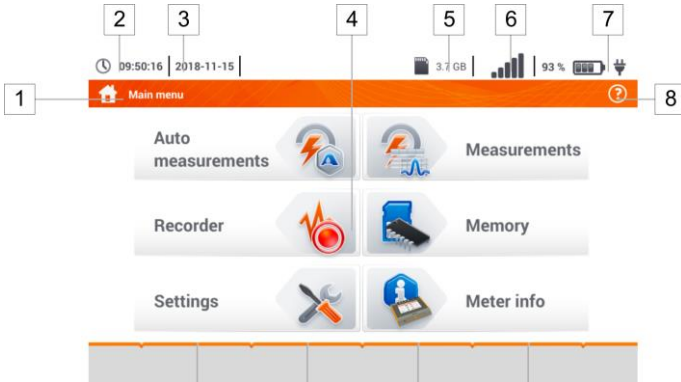 2 3 4 5 6 7
09:50:16 2018-11-15 3.7 GB 93 %
1 Main menu ? 8
Auto
measurements
Measurements
Recorder
Memory
Settings
Meter info